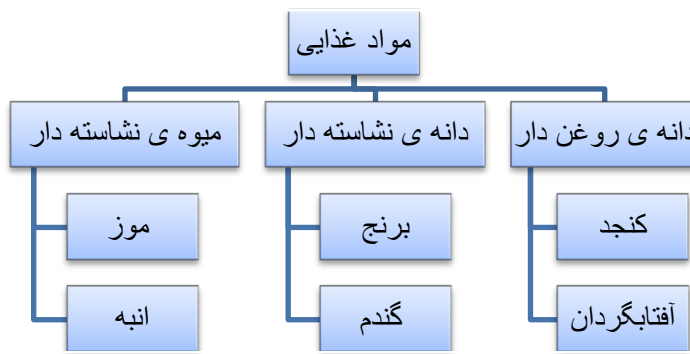 مواد غذایی
دانه ی روغن دار
دانه ی نشاسته دار
میوه ی نشاسته دار
کنجد
برنج
موز
آفتابگردان
گندم
انبه